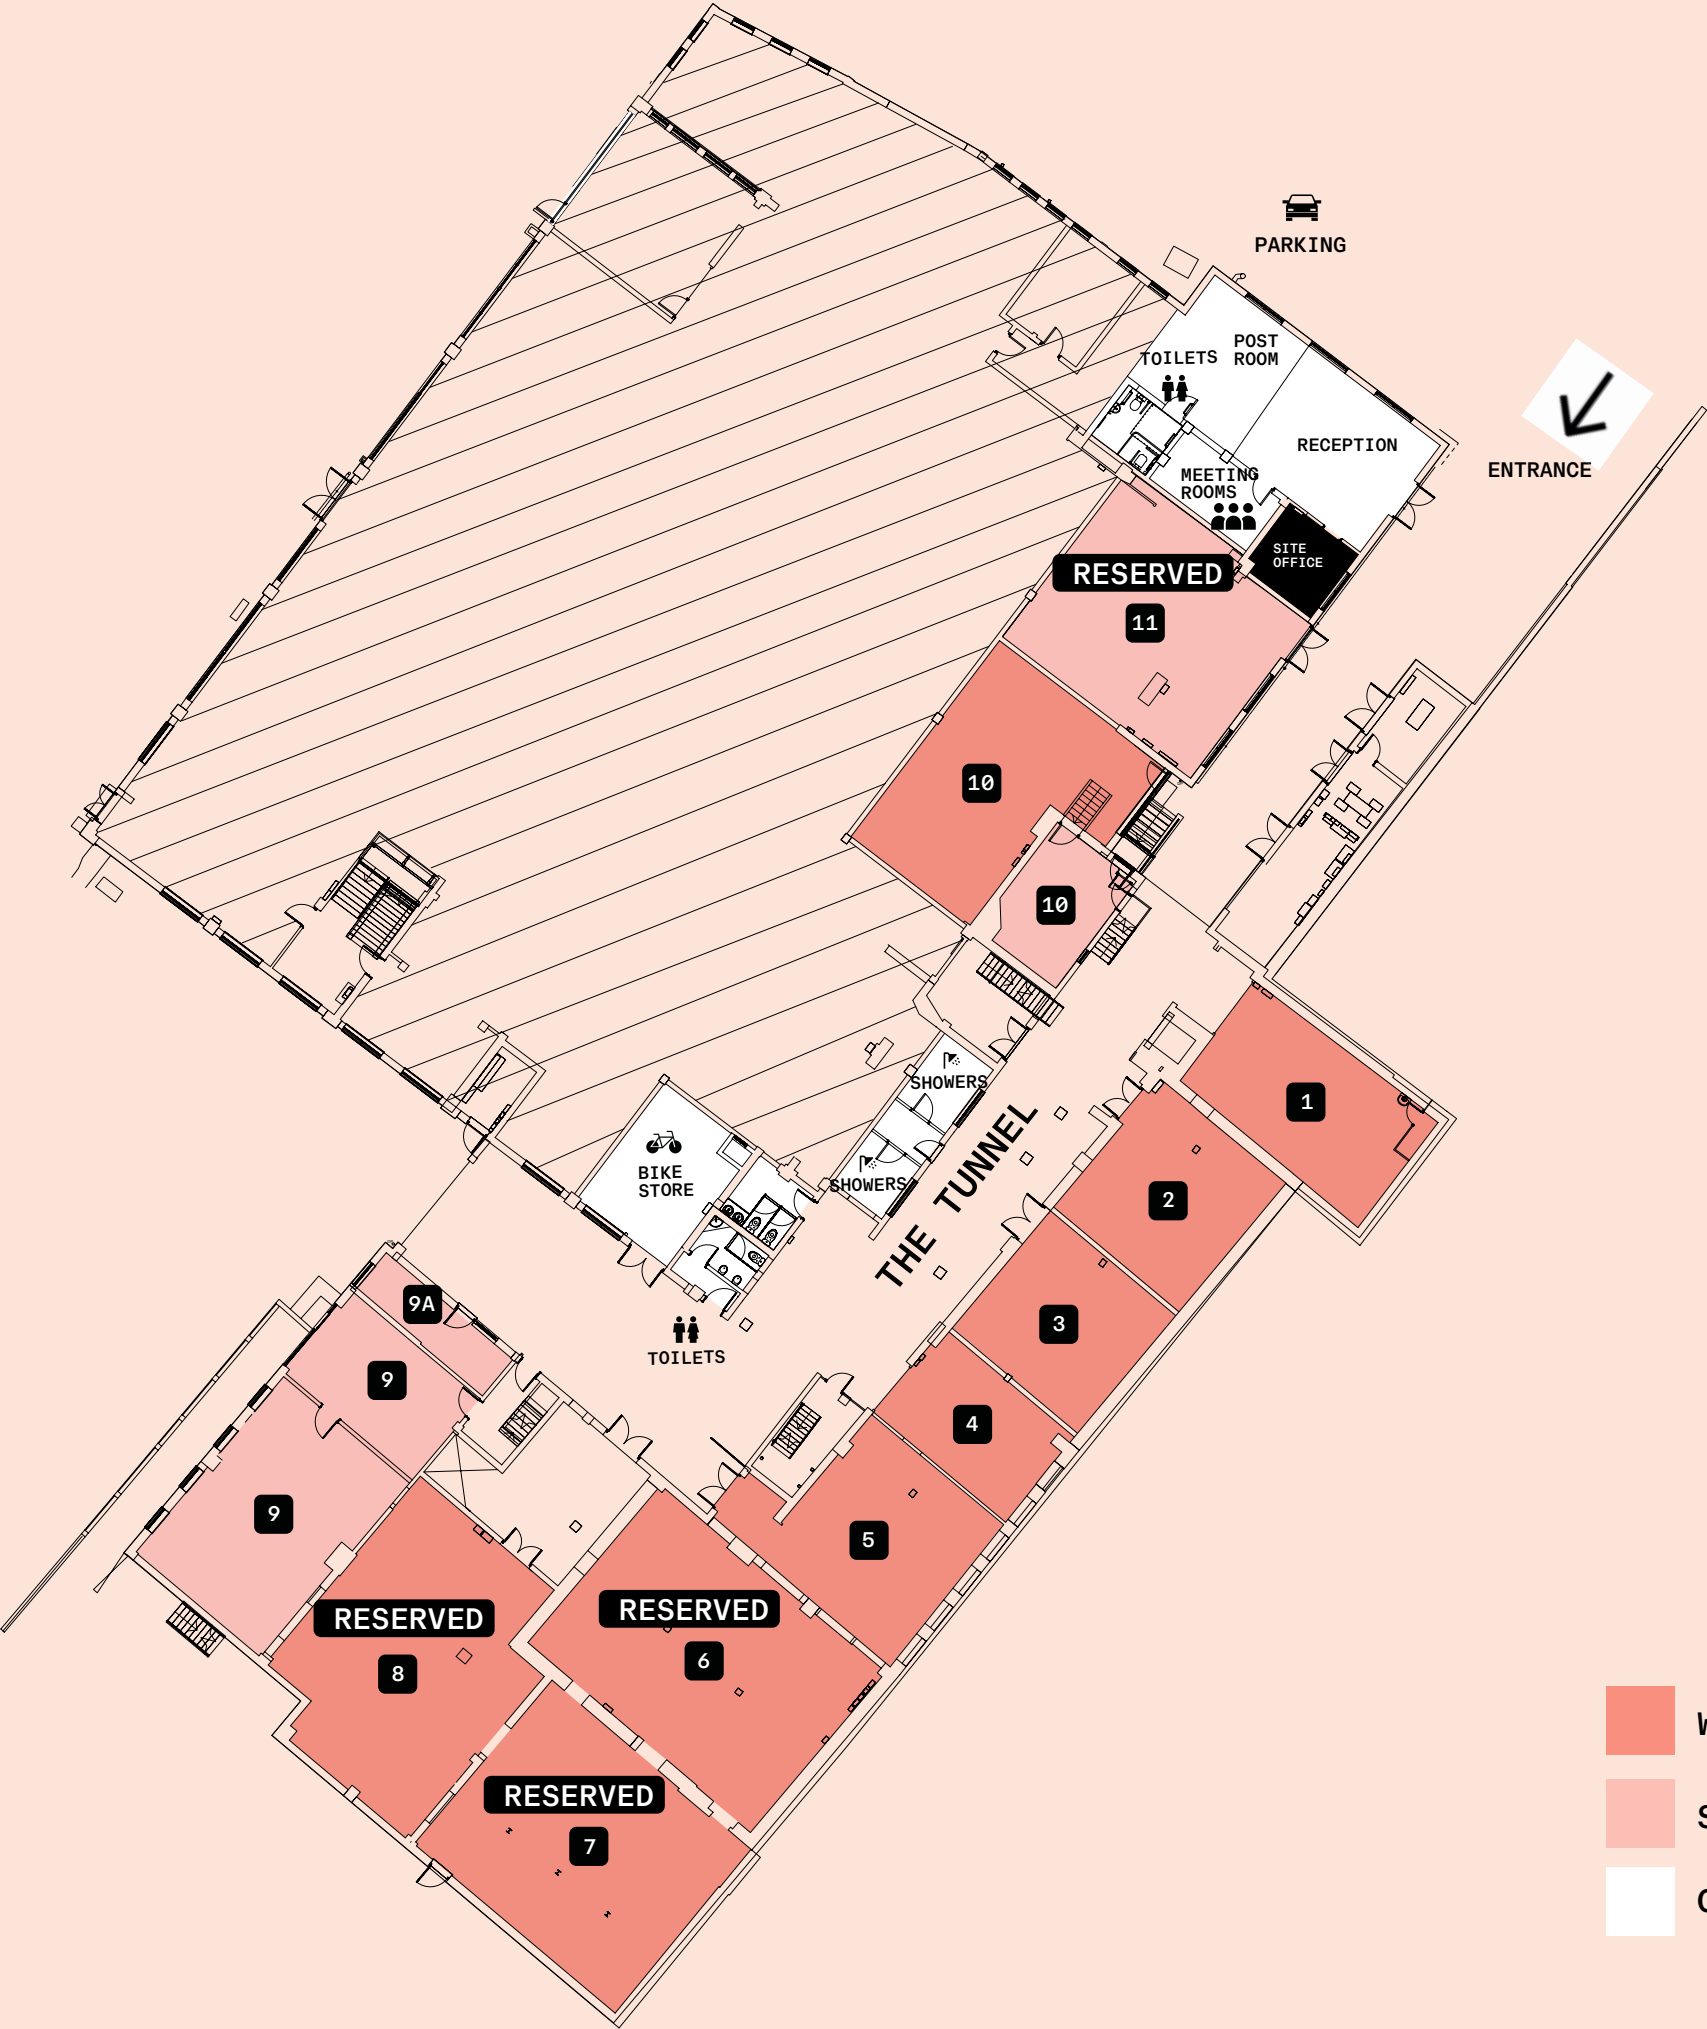 PARKING
POST
ROOM
TOILETS
RECEPTION
ENTRANCE
MEETING
ROOMS
SITE
OFFICE
RESERVED
11
10
10
1
SHOWERS
SHOWERS
THE TUNNEL
BIKE
STORE
2
3
9A
TOILETS
9
4
9
5
RESERVED
8
RESERVED
6
RESERVED
7